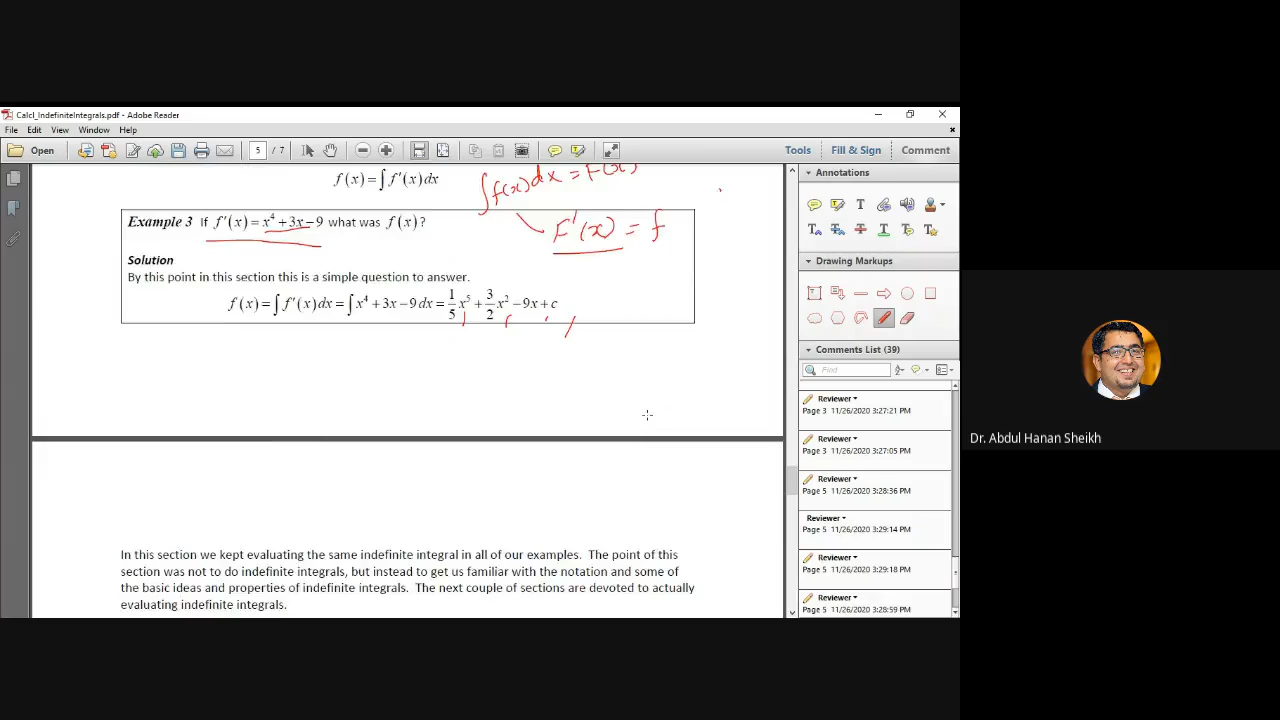 CalcI_IndefiniteIntegrals.pdf - Adobe Reader
File Edit View Window Help
Open 5 / 7 Tools Fill & Sign Comment
f(x) = ∫ f′(x) dx
∫f(x)dx = F(x)
Example 3 If f′(x) = x⁴ + 3x − 9 what was f(x)?
F′(x) = f
Solution
By this point in this section this is a simple question to answer.
f(x) = ∫ f′(x) dx = ∫ x⁴ + 3x − 9 dx = 1/5 x⁵ + 3/2 x² − 9x + c
In this section we kept evaluating the same indefinite integral in all of our examples. The point of this
section was not to do indefinite integrals, but instead to get us familiar with the notation and some of
the basic ideas and properties of indefinite integrals. The next couple of sections are devoted to actually
evaluating indefinite integrals.
Annotations
Drawing Markups
Comments List (39)
Find
Reviewer
Page 3 11/26/2020 3:27:21 PM
Reviewer
Page 3 11/26/2020 3:27:05 PM
Reviewer
Page 5 11/26/2020 3:28:36 PM
Reviewer
Page 5 11/26/2020 3:29:14 PM
Reviewer
Page 5 11/26/2020 3:29:18 PM
Reviewer
Page 5 11/26/2020 3:28:59 PM
Dr. Abdul Hanan Sheikh